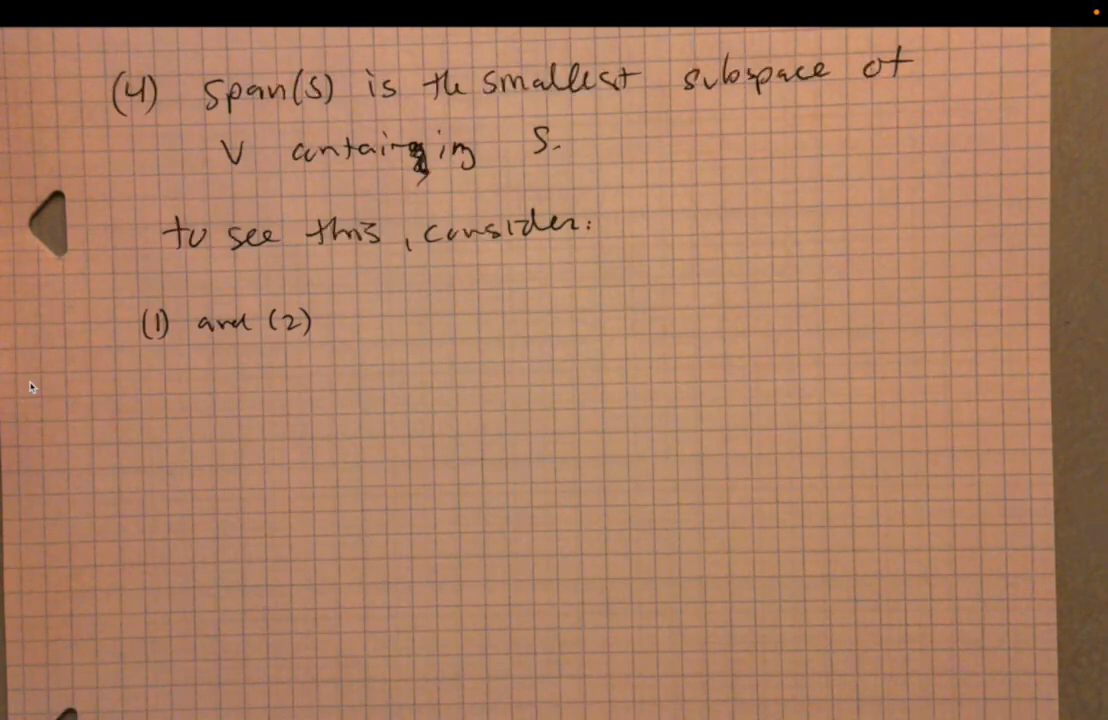 (4) span(S) is the smallest subspace of
V containing S.
to see this, consider:
(1) and (2)